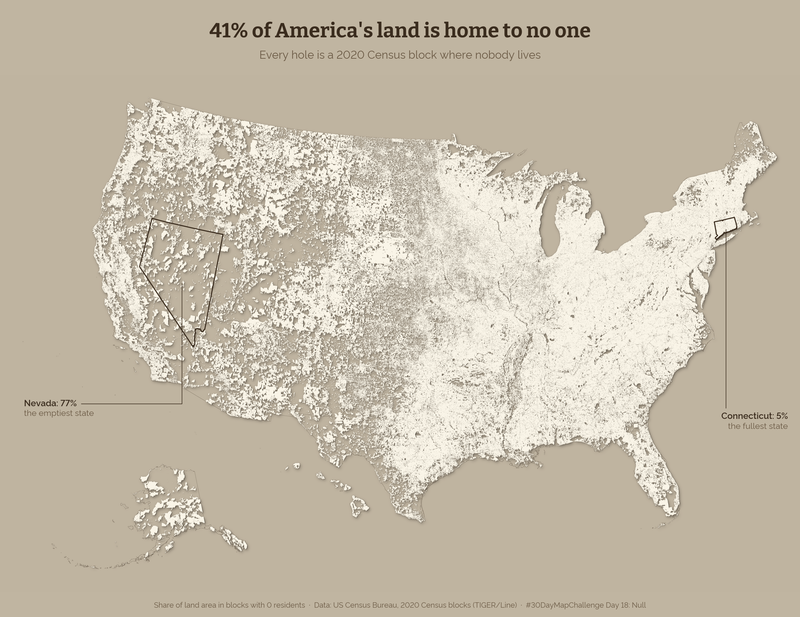 41% of America's land is home to no one
Every hole is a 2020 Census block where nobody lives
Nevada: 77%
the emptiest state
Connecticut: 5%
the fullest state
Share of land area in blocks with 0 residents · Data: US Census Bureau, 2020 Census blocks (TIGER/Line) · #30DayMapChallenge Day 18: Null